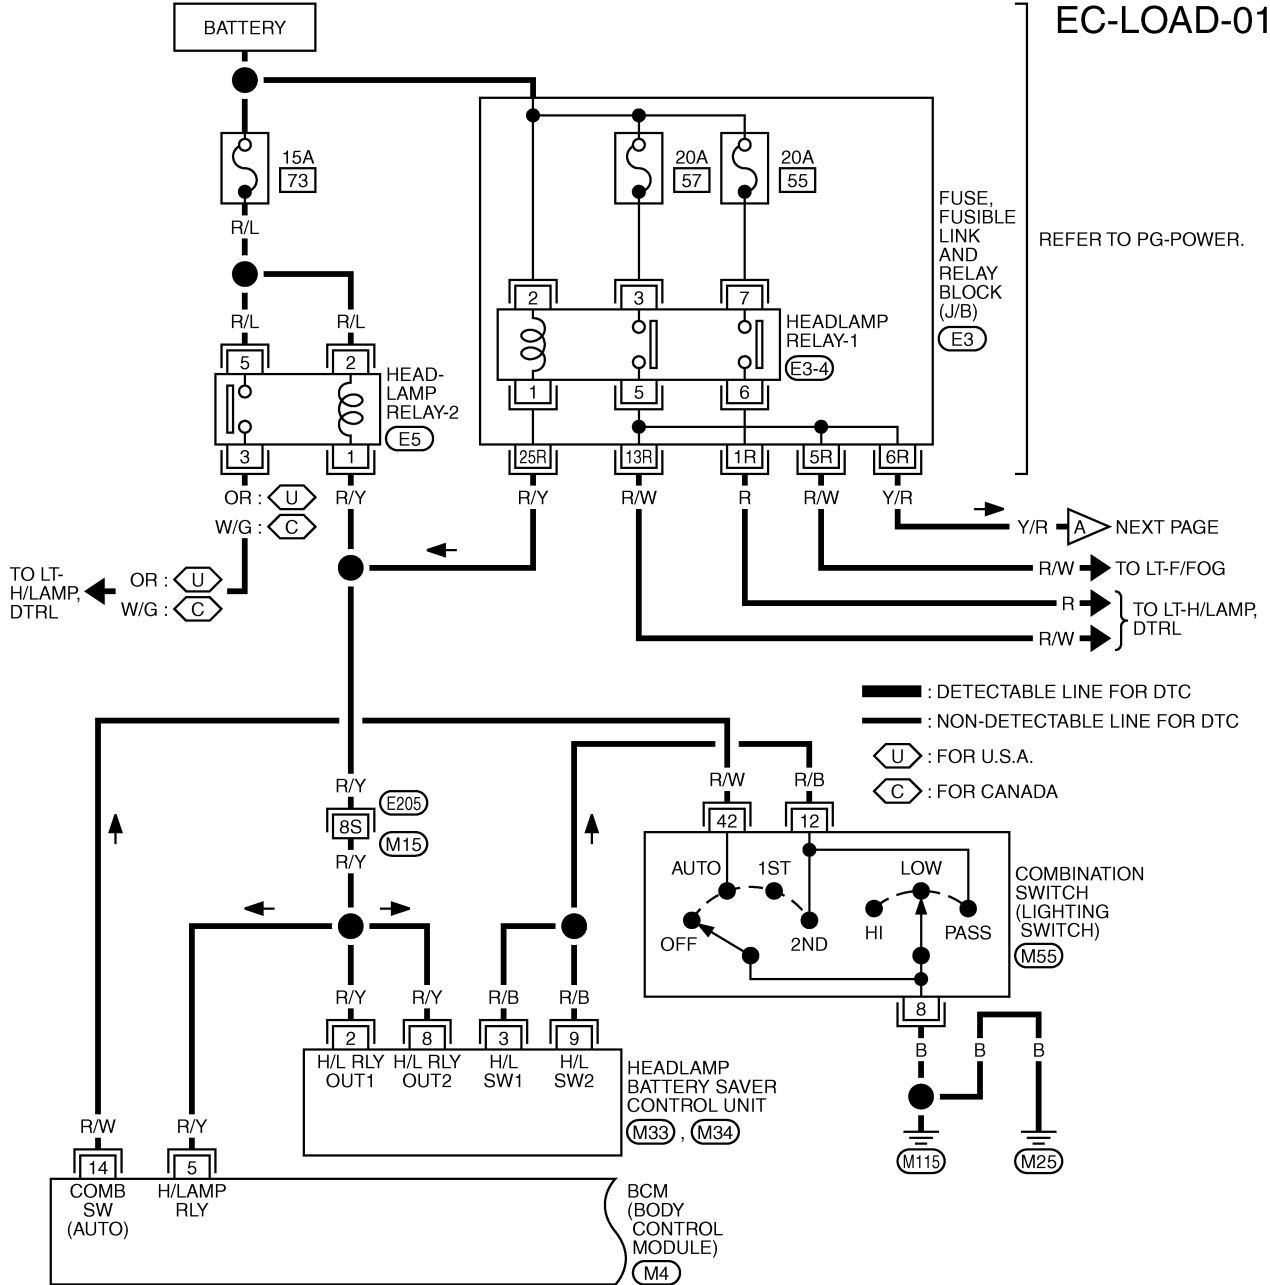 EC-LOAD-01
BATTERY
15A
73
20A
57
20A
55
R/L
FUSE,
FUSIBLE
LINK
AND
RELAY
BLOCK
(J/B)
E3
REFER TO PG-POWER.
R/L
R/L
2
3
7
HEADLAMP
RELAY-1
E3-4
5
2
HEAD-
LAMP
RELAY-2
E5
1
5
6
3
1
25R
13R
1R
5R
6R
OR : U
R/Y
R/Y
R/W
R
R/W
Y/R
W/G : C
Y/R
A
NEXT PAGE
TO LT-
H/LAMP,
DTRL
OR : U
W/G : C
R/W
TO LT-F/FOG
R
R/W
TO LT-H/LAMP,
DTRL
: DETECTABLE LINE FOR DTC
: NON-DETECTABLE LINE FOR DTC
U : FOR U.S.A.
C : FOR CANADA
R/Y
E205
8S
M15
R/Y
R/W
R/B
42
12
AUTO
1ST
OFF
2ND
LOW
HI
PASS
COMBINATION
SWITCH
(LIGHTING
SWITCH)
M55
8
B
B
B
M115
M25
R/Y
R/Y
R/B
R/B
2
8
3
9
H/L RLY
OUT1
H/L RLY
OUT2
H/L
SW1
H/L
SW2
HEADLAMP
BATTERY SAVER
CONTROL UNIT
M33 , M34
R/W
R/Y
14
5
COMB
SW
(AUTO)
H/LAMP
RLY
BCM
(BODY
CONTROL
MODULE)
M4